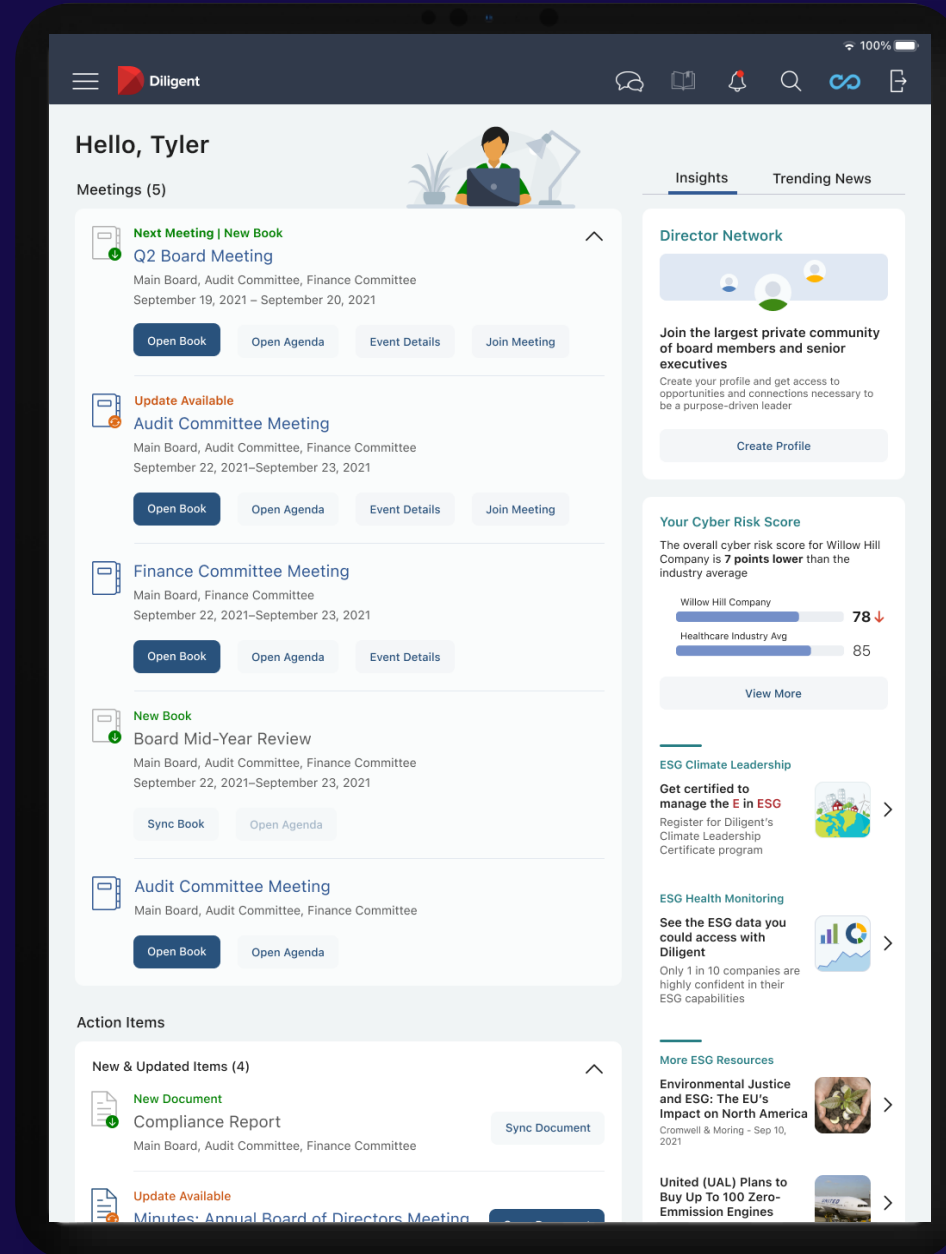 100%
Diligent
Hello, Tyler
Meetings (5)
Next Meeting | New Book
Q2 Board Meeting
Main Board, Audit Committee, Finance Committee
September 19, 2021 – September 20, 2021
Open Book
Open Agenda
Event Details
Join Meeting
Update Available
Audit Committee Meeting
Main Board, Audit Committee, Finance Committee
September 22, 2021–September 23, 2021
Open Book
Open Agenda
Event Details
Join Meeting
Finance Committee Meeting
Main Board, Finance Committee
September 22, 2021–September 23, 2021
Open Book
Open Agenda
Event Details
New Book
Board Mid-Year Review
Main Board, Audit Committee, Finance Committee
September 22, 2021–September 23, 2021
Sync Book
Open Agenda
Audit Committee Meeting
Main Board, Audit Committee, Finance Committee
Open Book
Open Agenda
Action Items
New & Updated Items (4)
New Document
Compliance Report
Main Board, Audit Committee, Finance Committee
Sync Document
Update Available
Minutes: Annual Board of Directors Meeting
Insights
Trending News
Director Network
Join the largest private community
of board members and senior
executives
Create your profile and get access to
opportunities and connections necessary to
be a purpose-driven leader
Create Profile
Your Cyber Risk Score
The overall cyber risk score for Willow Hill
Company is 7 points lower than the
industry average
Willow Hill Company
78
Healthcare Industry Avg
85
View More
ESG Climate Leadership
Get certified to
manage the E in ESG
Register for Diligent's
Climate Leadership
Certificate program
ESG Health Monitoring
See the ESG data you
could access with
Diligent
Only 1 in 10 companies are
highly confident in their
ESG capabilities
More ESG Resources
Environmental Justice
and ESG: The EU's
Impact on North America
Cromwell & Moring - Sep 10,
2021
United (UAL) Plans to
Buy Up To 100 Zero-
Emmission Engines
UNITED